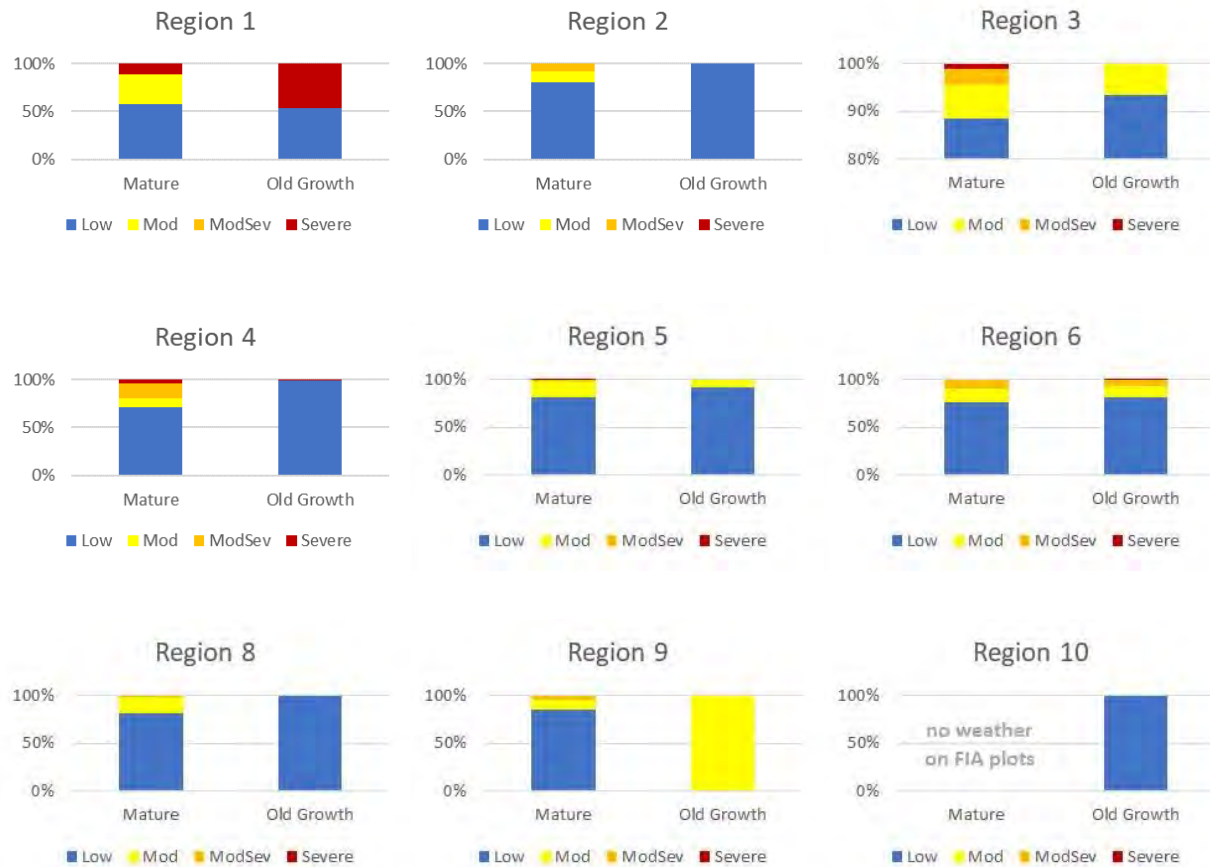 Region 1
100%
50%
0%
Mature Old Growth
Low Mod ModSev Severe
Region 2
100%
50%
0%
Mature Old Growth
Low Mod ModSev Severe
Region 3
100%
90%
80%
Mature Old Growth
Low Mod ModSev Severe
Region 4
100%
50%
0%
Mature Old Growth
Low Mod ModSev Severe
Region 5
100%
50%
0%
Mature Old Growth
Low Mod ModSev Severe
Region 6
100%
50%
0%
Mature Old Growth
Low Mod ModSev Severe
Region 8
100%
50%
0%
Mature Old Growth
Low Mod ModSev Severe
Region 9
100%
50%
0%
Mature Old Growth
Low Mod ModSev Severe
Region 10
100%
50%
0%
no weather
on FIA plots
Mature Old Growth
Low Mod ModSev Severe